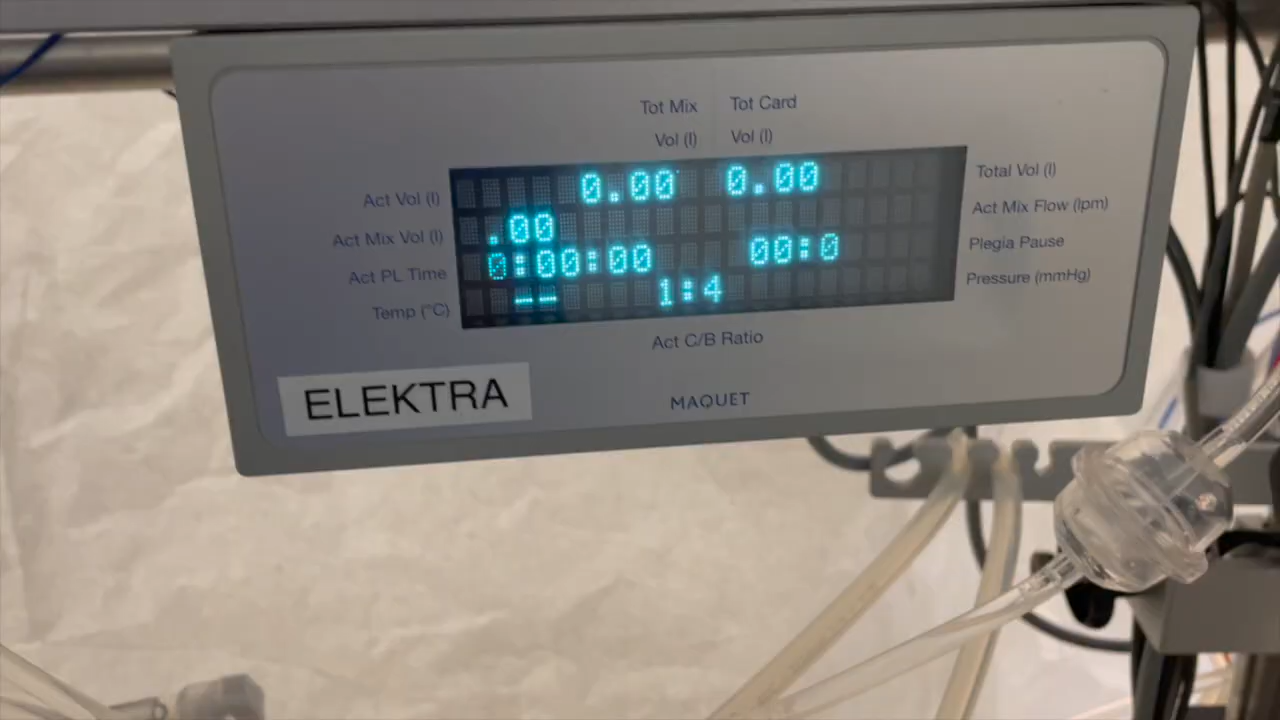 Tot Mix Tot Card
Vol (l) Vol (l)
Act Vol (l) 0.00 0.00 Total Vol (l)
Act Mix Vol (l) .00 Act Mix Flow (lpm)
Act PL Time 0:00:00 00:0 Plegia Pause
Temp (°C) -- 1:4 Pressure (mmHg)
Act C/B Ratio
ELEKTRA
MAQUET